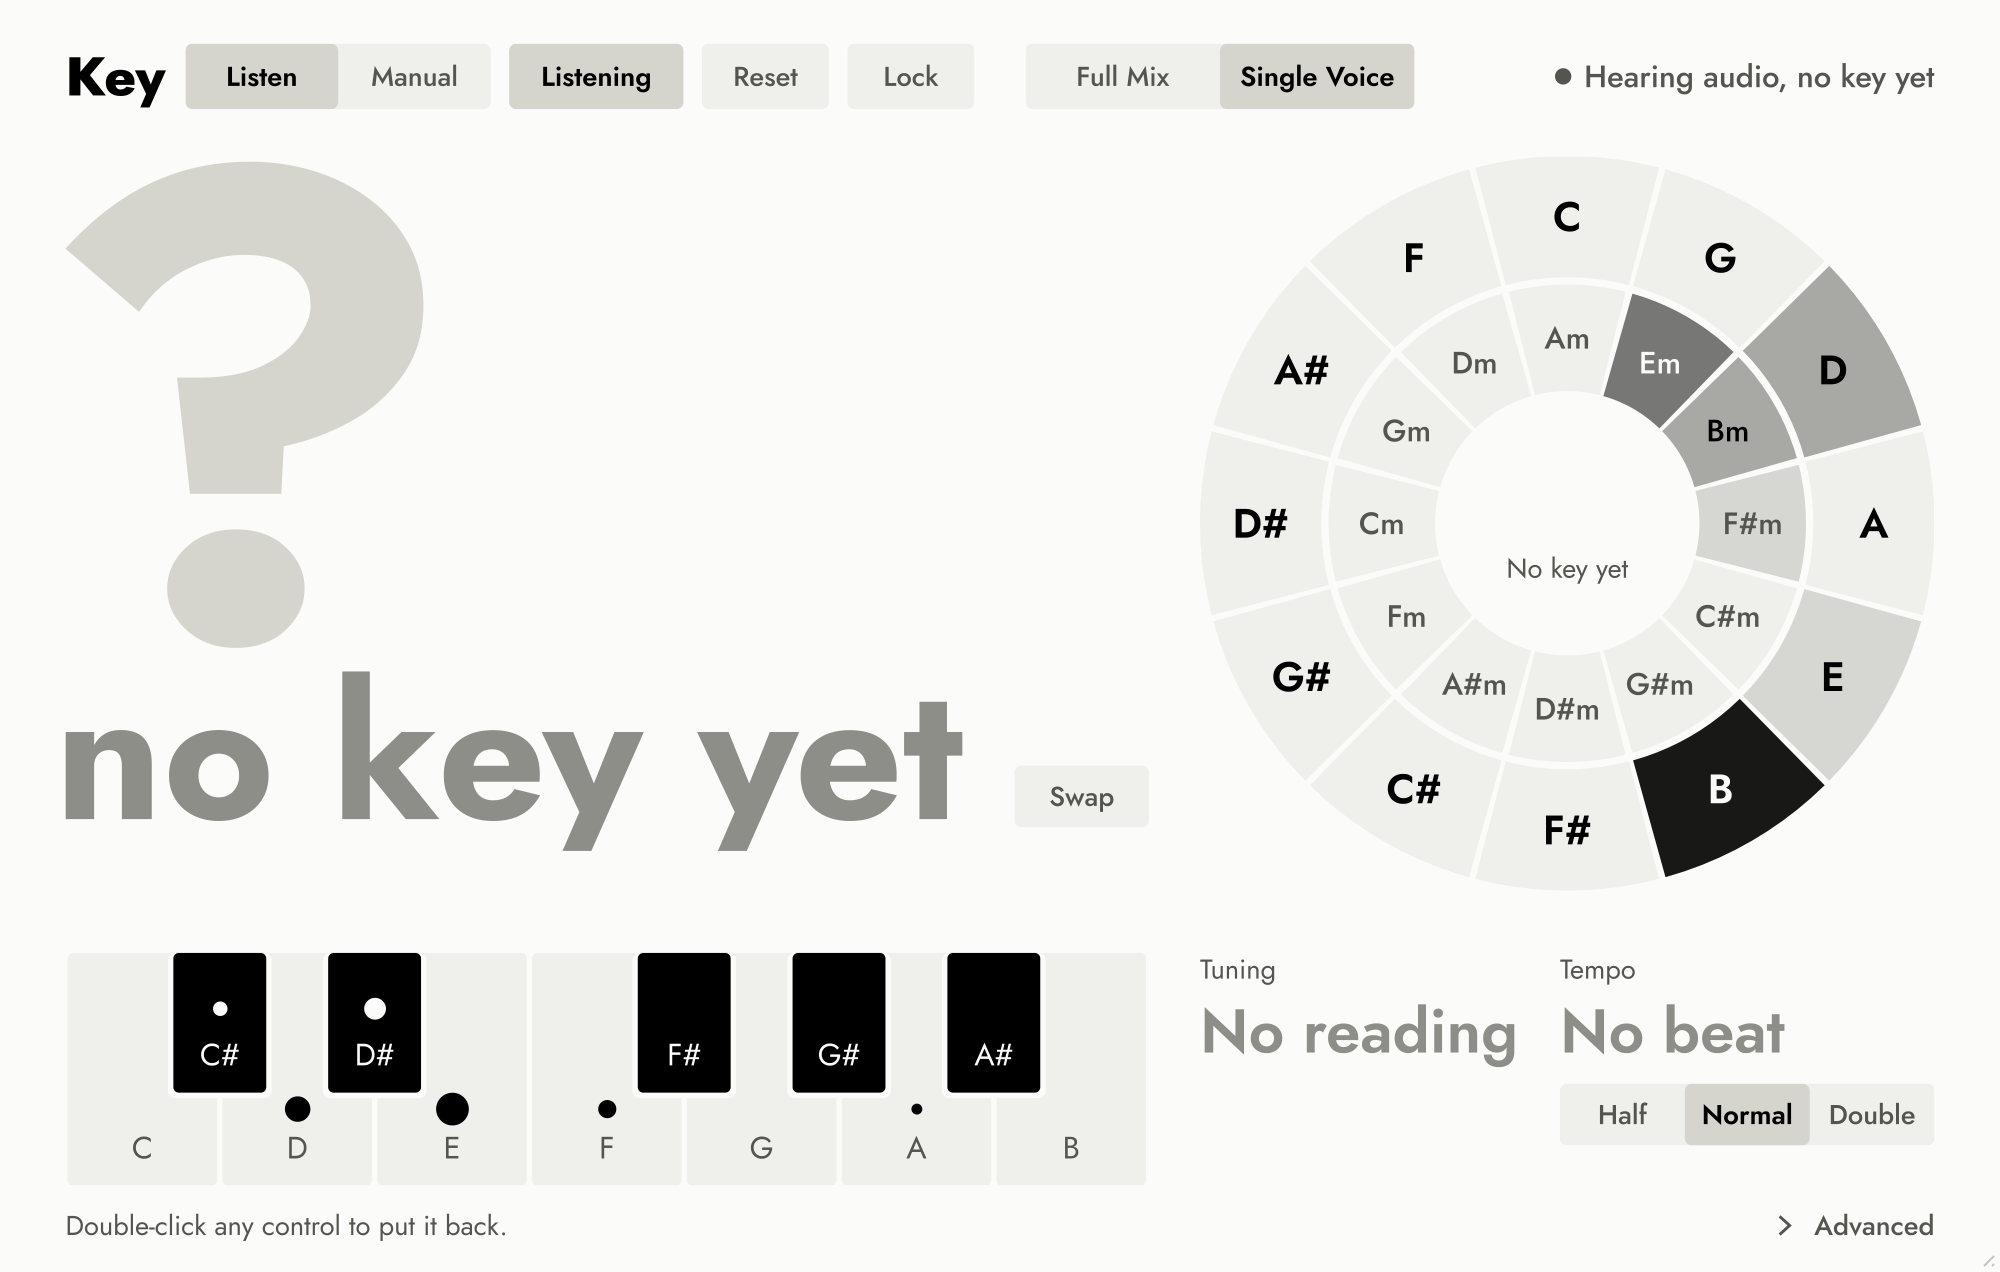 Key Listen Manual Listening Reset Lock Full Mix Single Voice Hearing audio, no key yet
?
no key yet
Swap
C
G
D
A
E
B
F#
C#
G#
D#
A#
F
Am
Em
Bm
F#m
C#m
G#m
D#m
A#m
Fm
Cm
Gm
Dm
No key yet
C# D# F# G# A#
C D E F G A B
Tuning
No reading
Tempo
No beat
Half Normal Double
Double-click any control to put it back.
Advanced